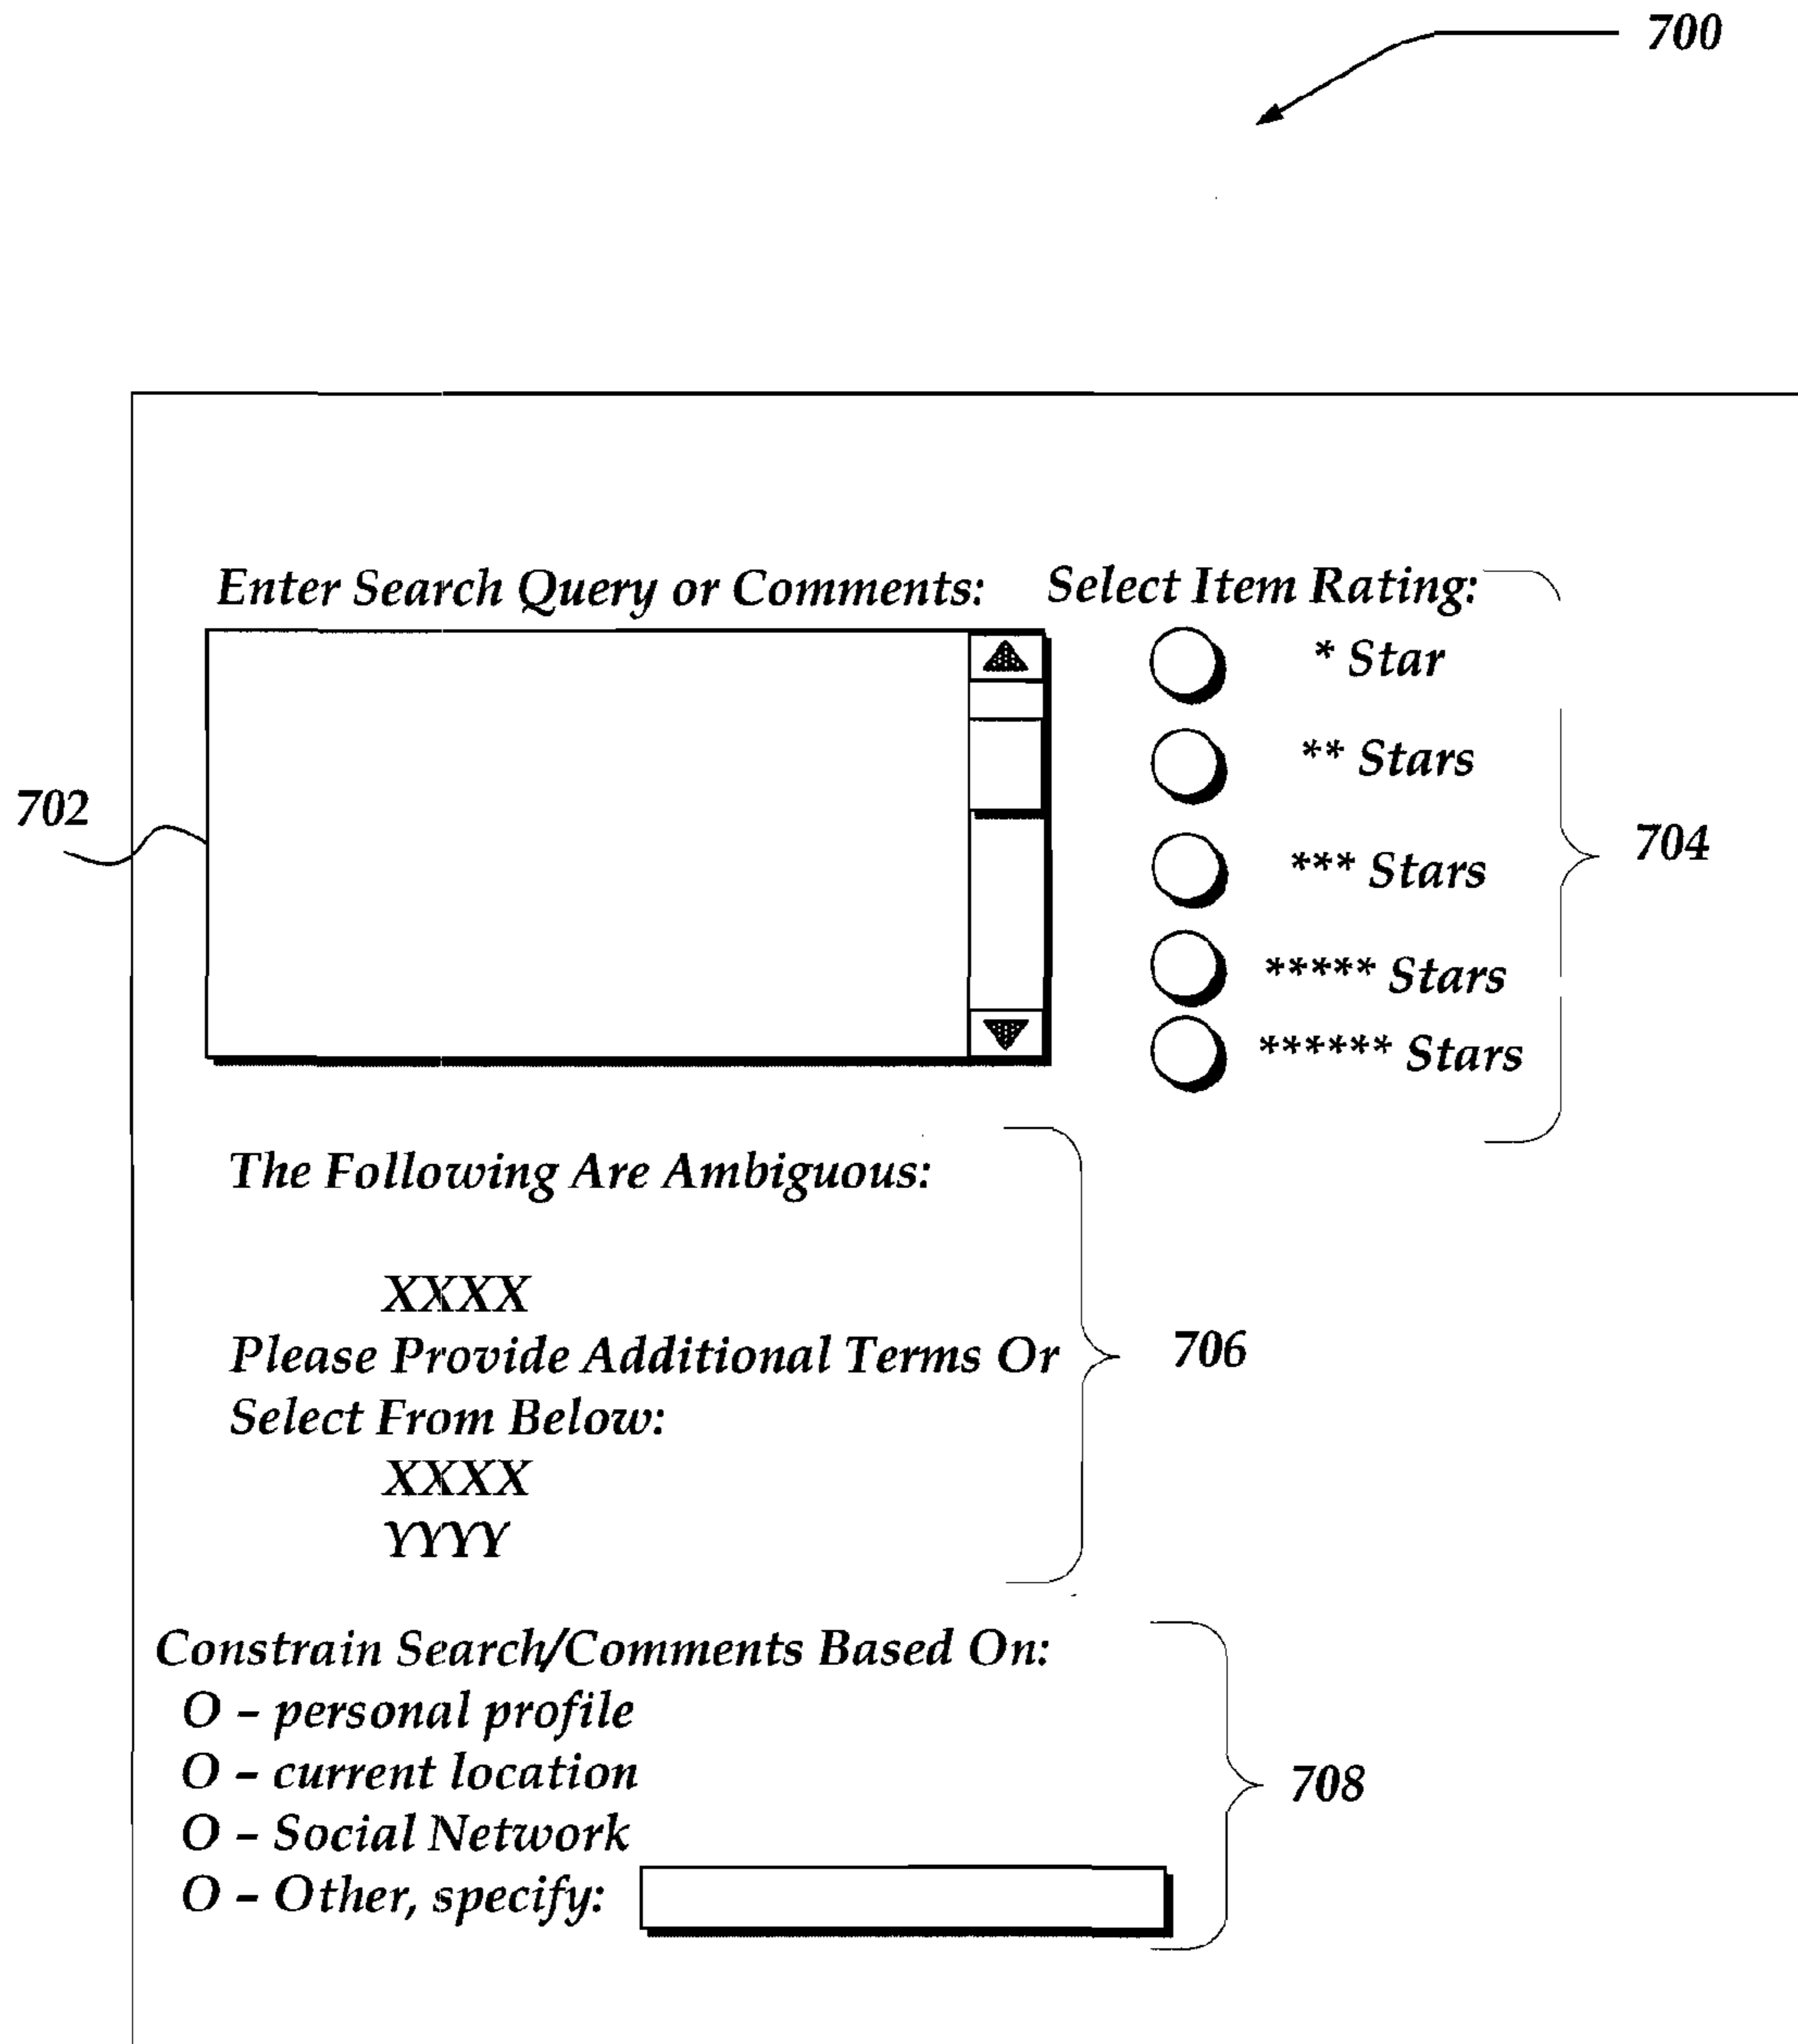 700
Enter Search Query or Comments:
Select Item Rating:
* Star
** Stars
702
*** Stars
704
***** Stars
****** Stars
The Following Are Ambiguous:
XXXX
Please Provide Additional Terms Or
706
Select From Below:
XXXX
YYYY
Constrain Search/Comments Based On:
O – personal profile
O – current location
708
O – Social Network
O – Other, specify: